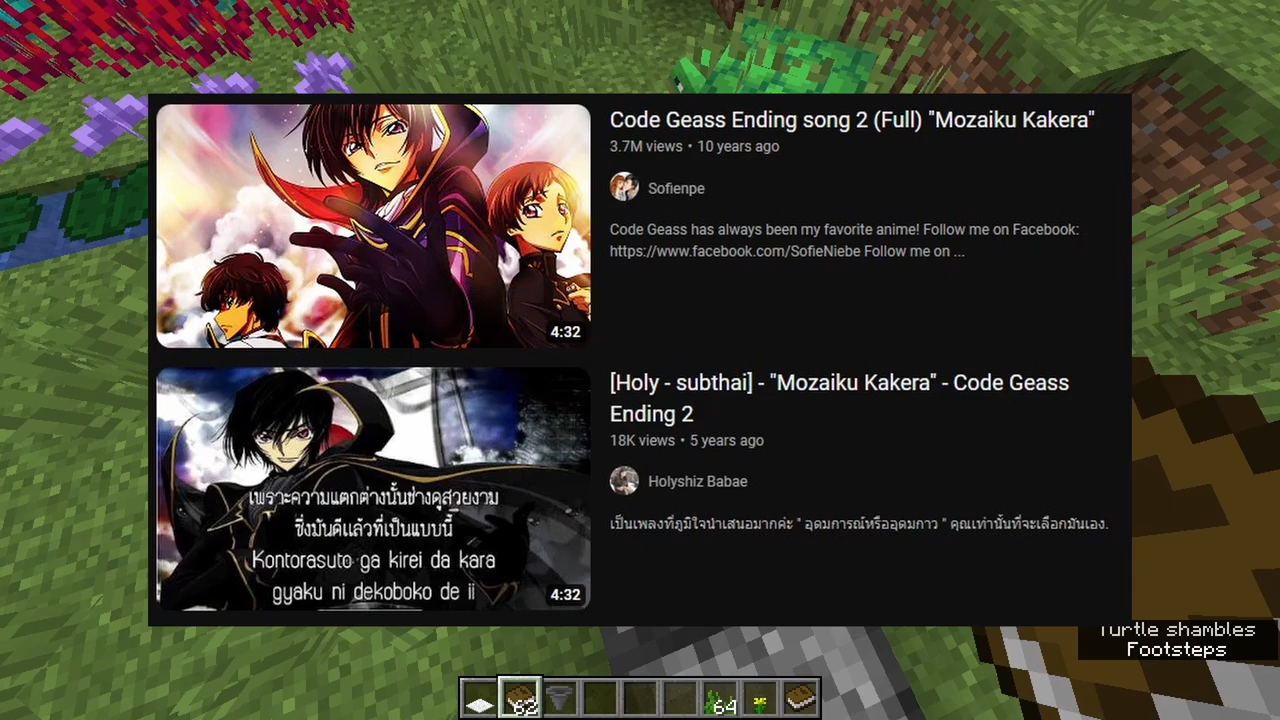 Code Geass Ending song 2 (Full) "Mozaiku Kakera"
3.7M views • 10 years ago
Sofienpe
Code Geass has always been my favorite anime! Follow me on Facebook:
https://www.facebook.com/SofieNiebe Follow me on ...
4:32
[Holy - subthai] - "Mozaiku Kakera" - Code Geass
Ending 2
18K views • 5 years ago
Holyshiz Babae
เป็นเพลงที่ภูมิใจนำเสนอมากค่ะ " อุดมการณ์หรืออุดมกาว " คุณเท่านั้นที่จะเลือกมันเอง.
เพราะความแตกต่างนั้นช่างดูสวยงาม
ซึ่งมันดีแล้วที่เป็นแบบนี้
Kontorasuto ga kirei da kara
gyaku ni dekoboko de ii
4:32
Turtle shambles
Footsteps
62
64